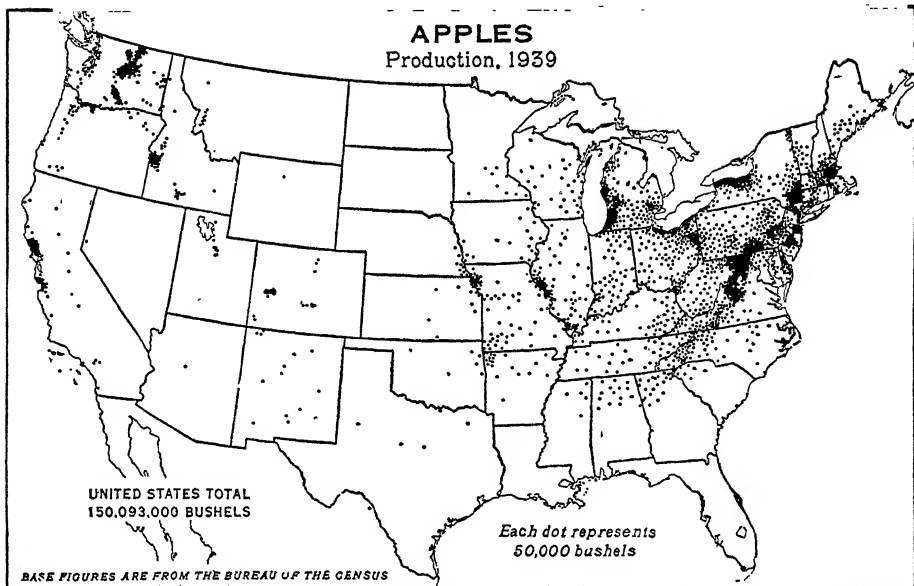 APPLES
Production, 1939
UNITED STATES TOTAL
150,093,000 BUSHELS
Each dot represents
50,000 bushels
BASE FIGURES ARE FROM THE BUREAU OF THE CENSUS